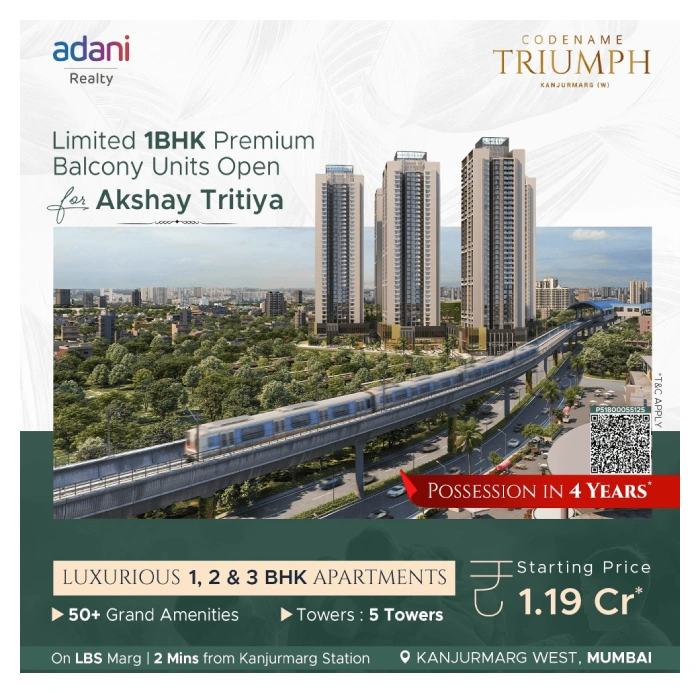 adani
Realty
CODENAME
TRIUMPH
KANJURMARG (W)
Limited 1BHK Premium
Balcony Units Open
for Akshay Tritiya
*T&C APPLY
P51800055125
POSSESSION IN 4 YEARS*
LUXURIOUS 1, 2 & 3 BHK APARTMENTS
50+ Grand Amenities
Towers : 5 Towers
Starting Price
1.19 Cr*
On LBS Marg | 2 Mins from Kanjurmarg Station
KANJURMARG WEST, MUMBAI